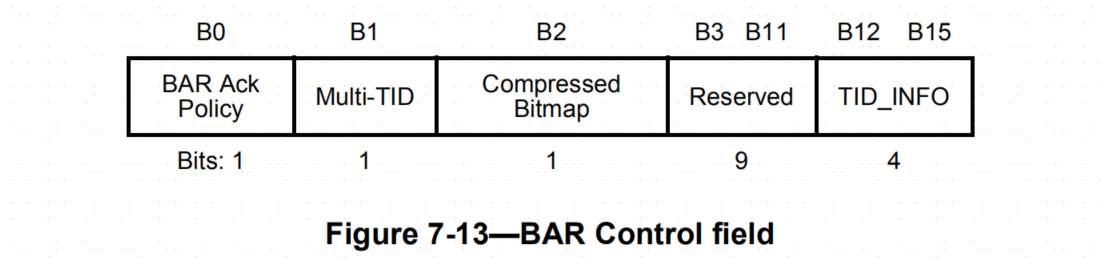 B0 B1 B2 B3 B11 B12 B15
BAR Ack Policy Multi-TID Compressed Bitmap Reserved TID_INFO
Bits: 1 1 1 9 4
Figure 7-13—BAR Control field